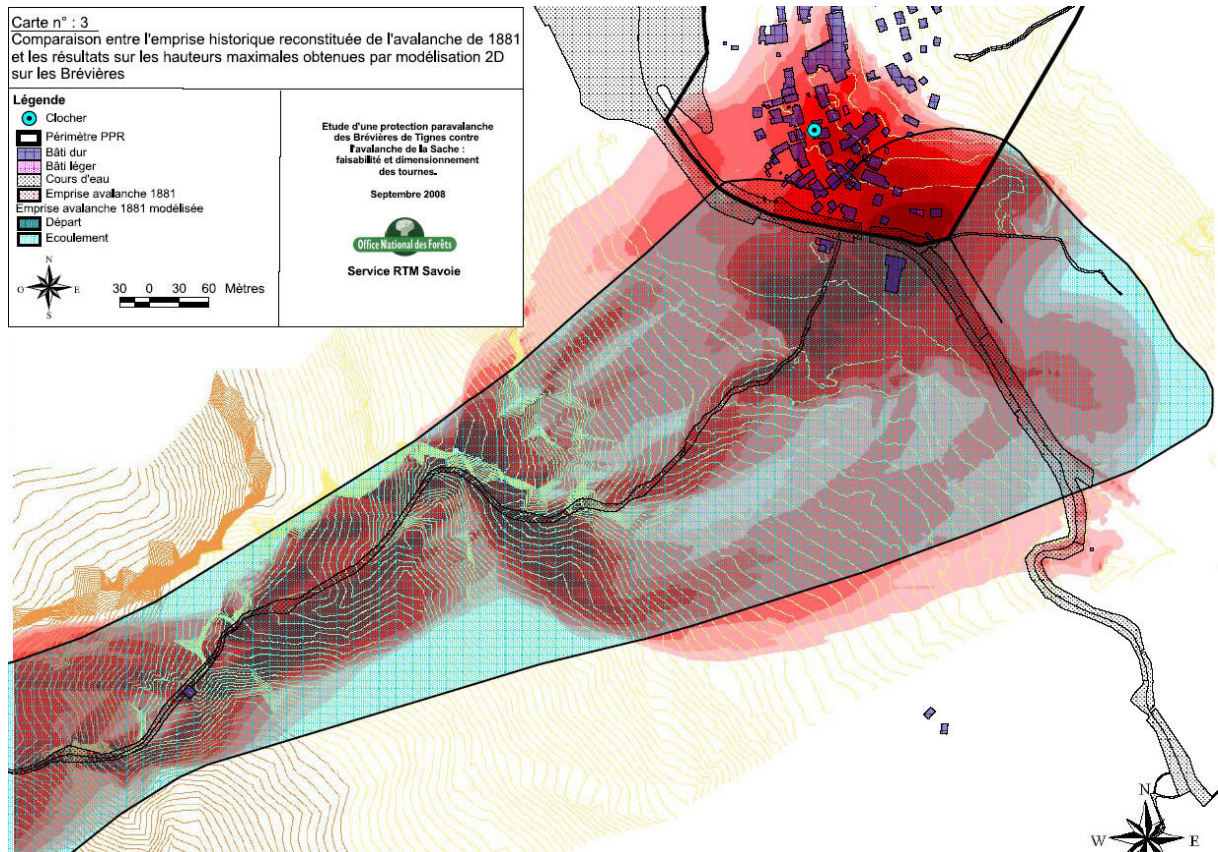 Carte n° : 3
Comparaison entre l'emprise historique reconstituée de l'avalanche de 1881
et les résultats sur les hauteurs maximales obtenues par modélisation 2D
sur les Brévières
Légende
Clocher
Périmètre PPR
Bâti dur
Bâti léger
Cours d'eau
Emprise avalanche 1881
Emprise avalanche 1881 modélisée
Départ
Ecoulement
N
O
E
S
30 0 30 60 Mètres
Etude d'une protection paravalanche
des Brévières de Tignes contre
l'avalanche de la Sache :
faisabilité et dimensionnement
des tournes.
Septembre 2008
Office National des Forêts
Service RTM Savoie
N
W
E